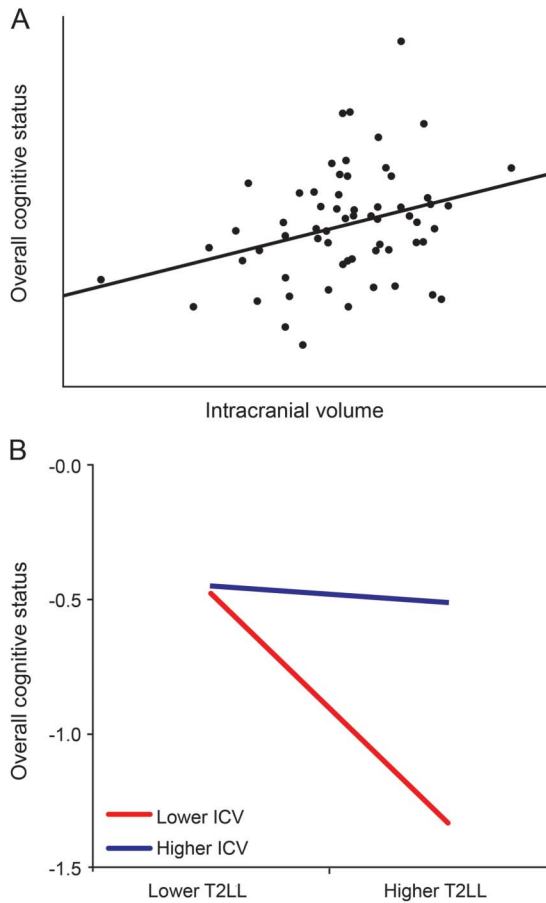 A
Overall cognitive status
Intracranial volume
B
Overall cognitive status
-0.0
-0.5
-1.0
-1.5
Lower ICV
Higher ICV
Lower T2LL
Higher T2LL